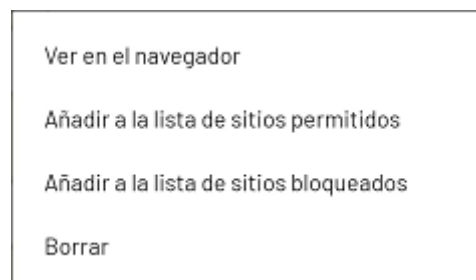 Ver en el navegador
Añadir a la lista de sitios permitidos
Añadir a la lista de sitios bloqueados
Borrar